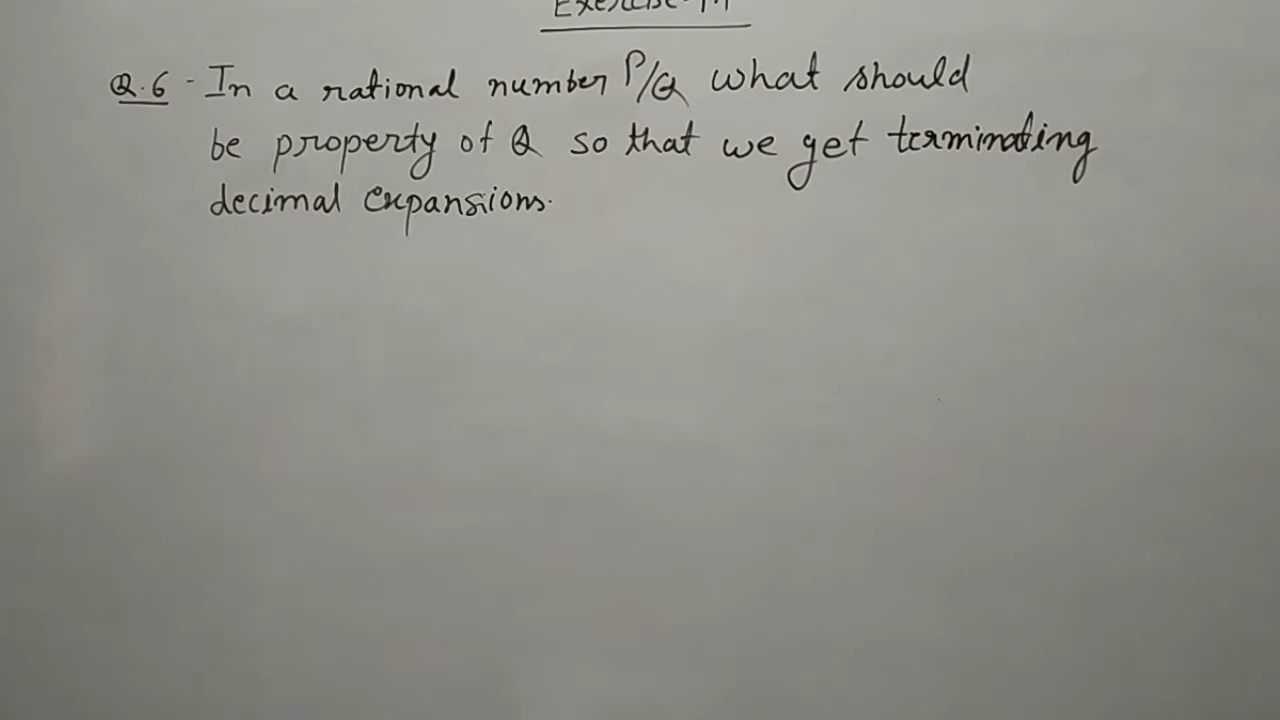 Q.6 - In a rational number P/Q what should
be property of Q so that we get terminating
decimal expansions.